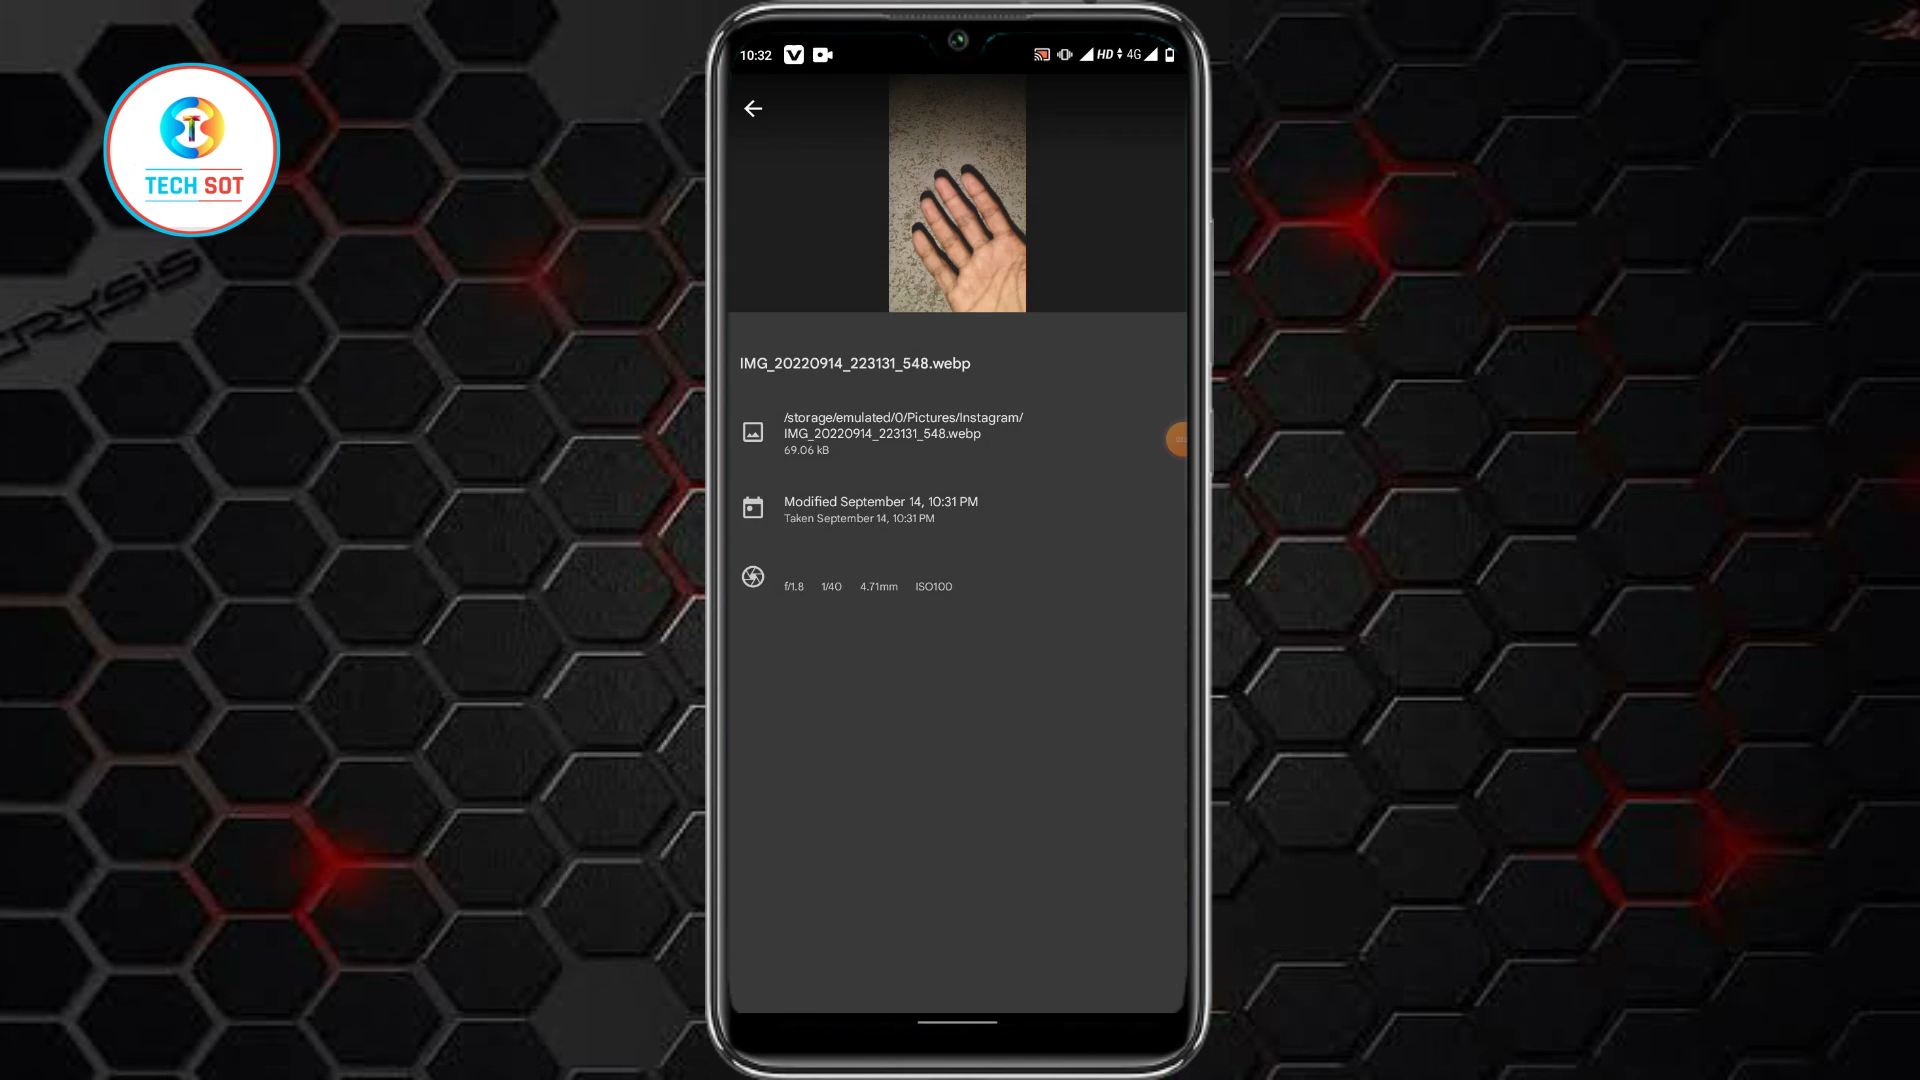 10:32
HD 4G
TECH SOT
CRYSIS
IMG_20220914_223131_548.webp
/storage/emulated/0/Pictures/Instagram/
IMG_20220914_223131_548.webp
69.06 kB
Modified September 14, 10:31 PM
Taken September 14, 10:31 PM
f/1.8 1/40 4.71mm ISO100